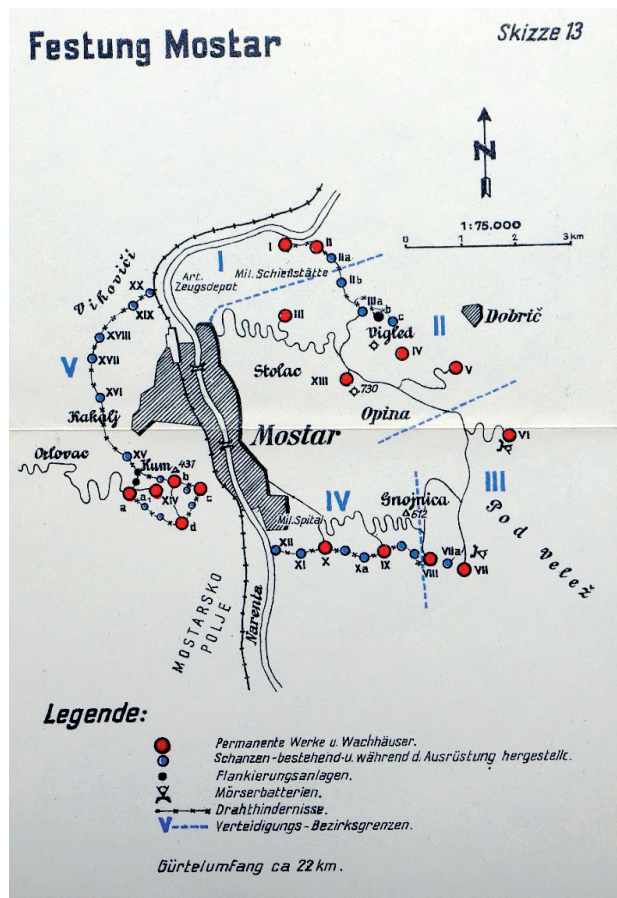 Festung Mostar
Skizze 13
N
1:75.000
0 1 2 3 km
I
I
II
IIa
IIb
Mil. Schießstätte
Art. Zeugsdepot
XX
XIX
Vihovići
XVIII
V
XVII
XVI
Kakalj
III
IIIa
b
c
Vigled
II
Dobrič
IV
V
Stolac
XIII
730
Opina
Mostar
VI
Orlovac
XV
Kum
437
a
a
XIV
b
c
d
IV
Gnojnica
612
III
Pod velež
Mil. Spital
XII
XI
X
Xa
IX
VIII
VIIa
VII
MOSTARSKO
POLJE
Narenta
Legende:
Permanente Werke u. Wachhäuser.
Schanzen-bestehend-u. während d. Ausrüstung hergestellt.
Flankierungsanlagen.
Mörserbatterien.
Drahthindernisse.
V Verteidigungs-Bezirksgrenzen.
Gürtelumfang ca 22 km.